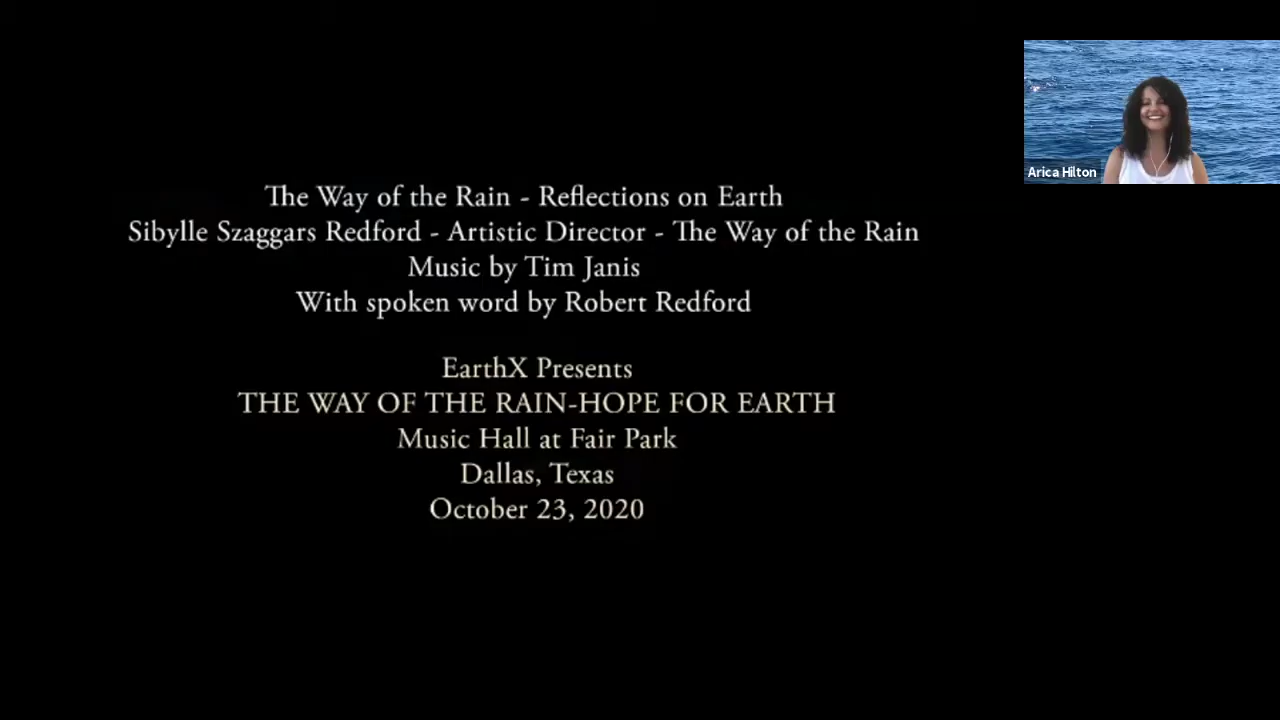 The Way of the Rain - Reflections on Earth
Sibylle Szaggars Redford - Artistic Director - The Way of the Rain
Music by Tim Janis
With spoken word by Robert Redford
EarthX Presents
THE WAY OF THE RAIN-HOPE FOR EARTH
Music Hall at Fair Park
Dallas, Texas
October 23, 2020
Arica Hilton